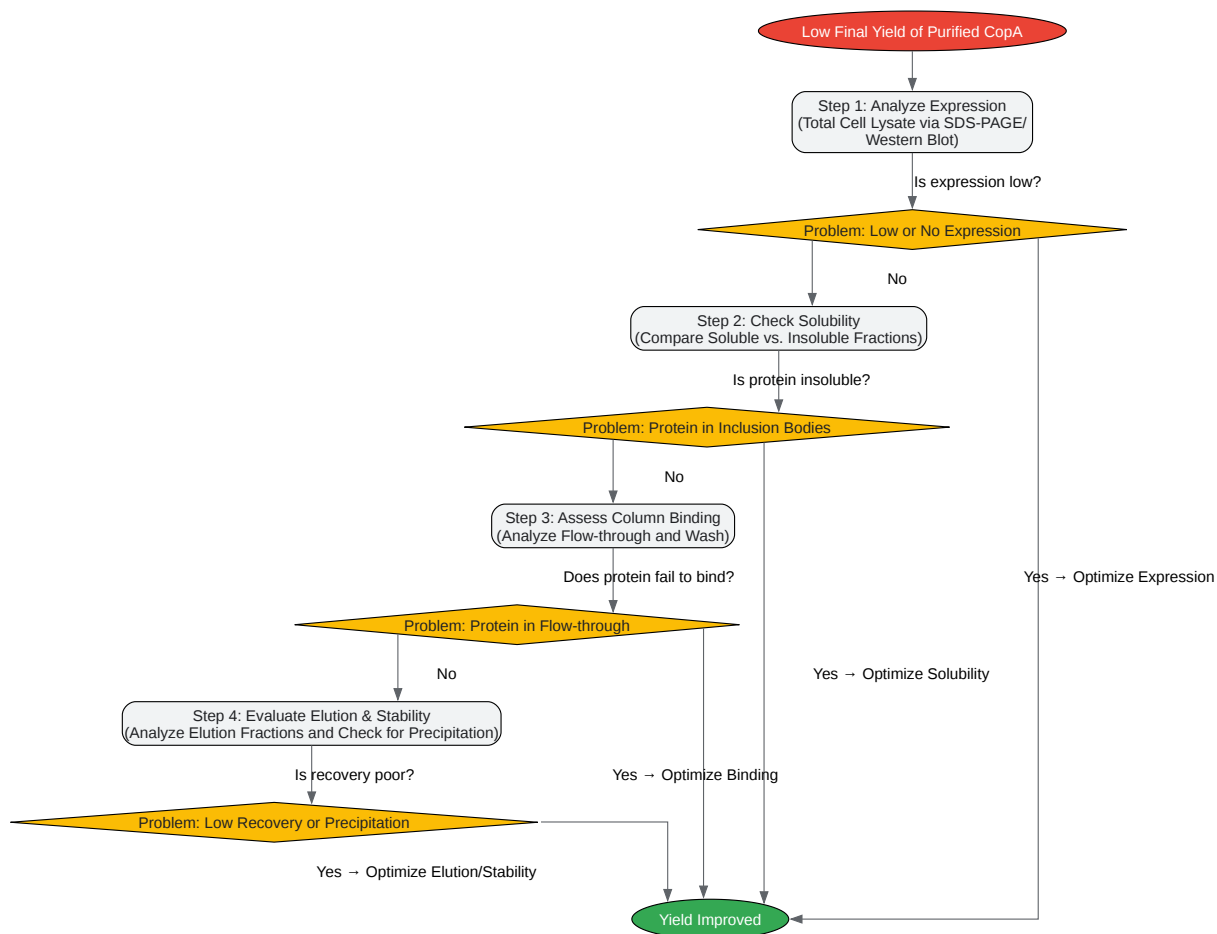 Low Final Yield of Purified CopA
Step 1: Analyze Expression
(Total Cell Lysate via SDS-PAGE/
Western Blot)
Is expression low?
Problem: Low or No Expression
No
Step 2: Check Solubility
(Compare Soluble vs. Insoluble Fractions)
Is protein insoluble?
Problem: Protein in Inclusion Bodies
No
Step 3: Assess Column Binding
(Analyze Flow-through and Wash)
Does protein fail to bind?
Yes → Optimize Expression
Problem: Protein in Flow-through
No
Yes → Optimize Solubility
Step 4: Evaluate Elution & Stability
(Analyze Elution Fractions and Check for Precipitation)
Is recovery poor?
Yes → Optimize Binding
Problem: Low Recovery or Precipitation
Yes → Optimize Elution/Stability
Yield Improved